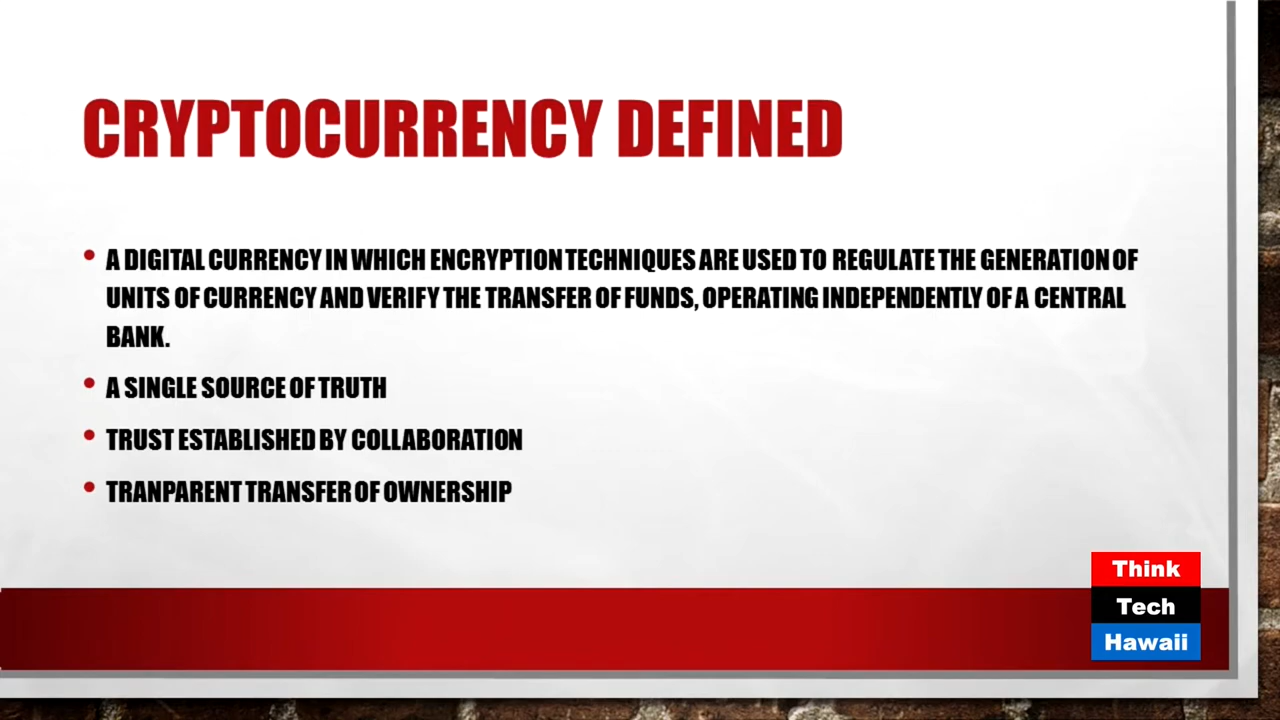 CRYPTOCURRENCY DEFINED
• A DIGITAL CURRENCY IN WHICH ENCRYPTION TECHNIQUES ARE USED TO REGULATE THE GENERATION OF
UNITS OF CURRENCY AND VERIFY THE TRANSFER OF FUNDS, OPERATING INDEPENDENTLY OF A CENTRAL
BANK.
• A SINGLE SOURCE OF TRUTH
• TRUST ESTABLISHED BY COLLABORATION
• TRANPARENT TRANSFER OF OWNERSHIP
Think
Tech
Hawaii